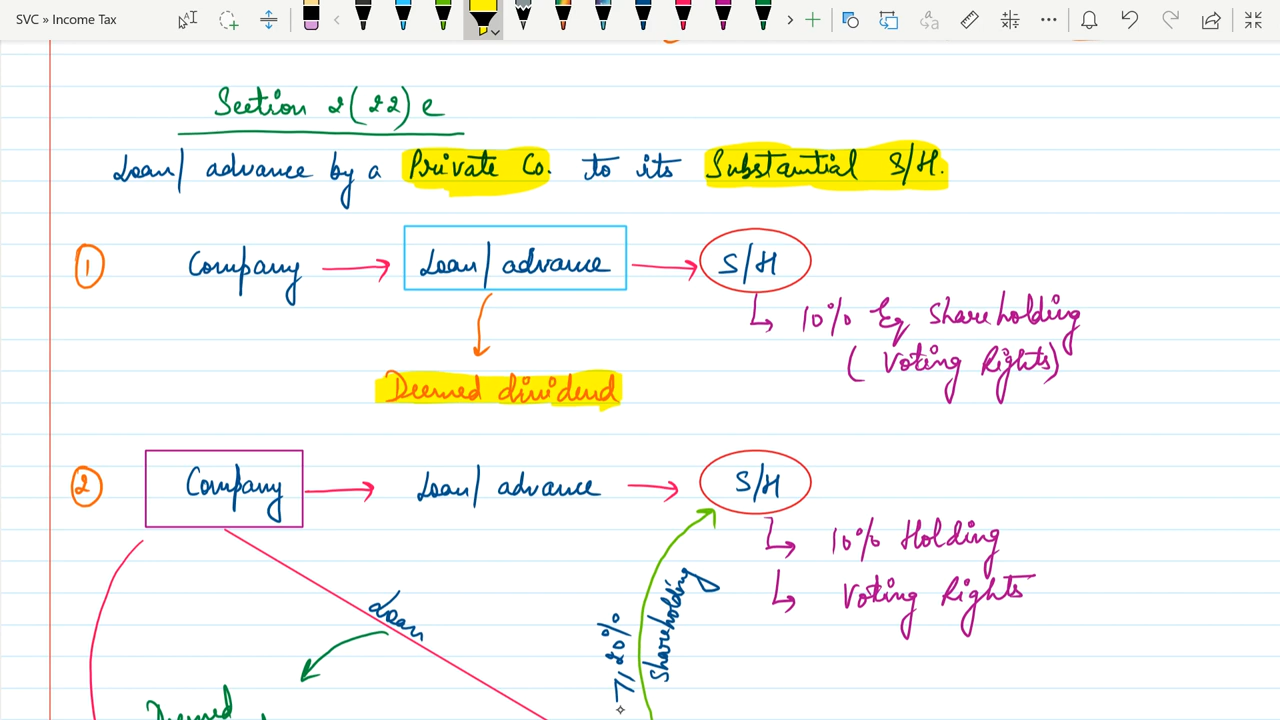 SVC » Income Tax
Section 2(22)e
Loan/ advance by a Private Co. to its Substantial S/H.
① Company → Loan/ advance → S/H
↳ 10% Eq Shareholding
( Voting Rights)
Deemed dividend
② Company → Loan/ advance → S/H
↳ 10% Holding
↳ Voting Rights
Loan
20%
Shareholding
Deemed